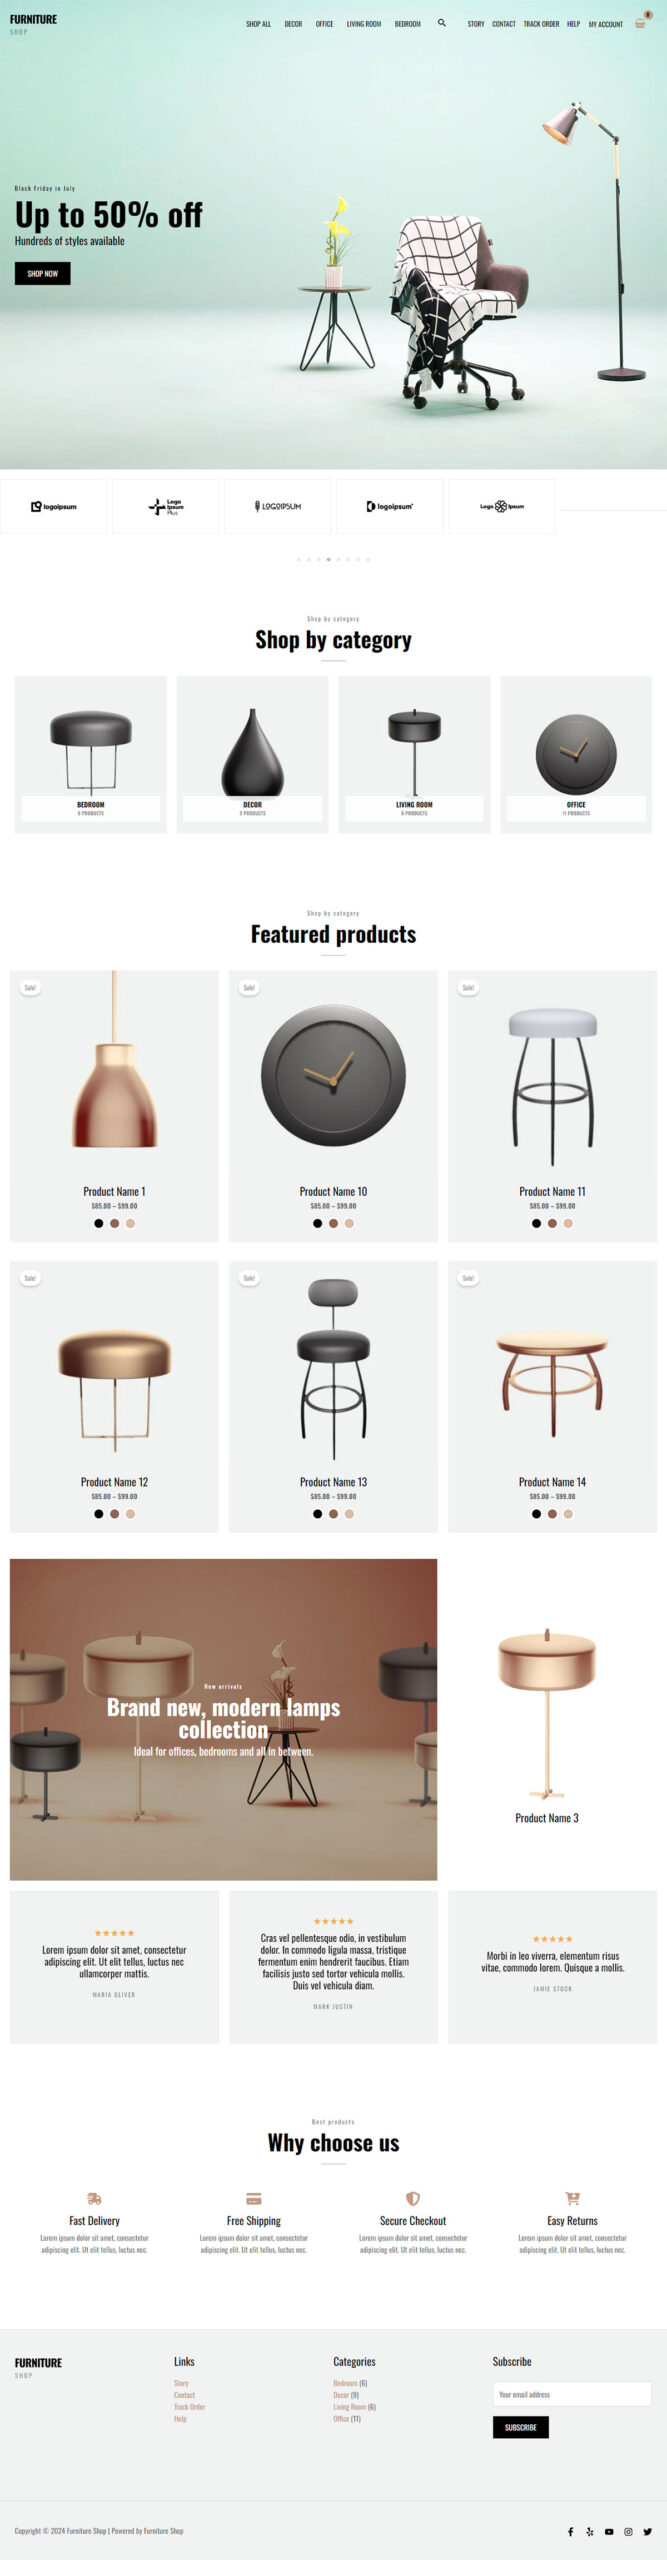 FURNITURE
SHOP
SHOP ALL DECOR OFFICE LIVING ROOM BEDROOM STORY CONTACT TRACK ORDER HELP MY ACCOUNT
Black Friday in July
Up to 50% off
Hundreds of styles available
SHOP NOW
logoipsum
Logo
Ipsum
Plus
LOGOIPSUM
logoipsum
Logo Ipsum
Shop by category
Shop by category
BEDROOM
6 PRODUCTS
DECOR
9 PRODUCTS
LIVING ROOM
6 PRODUCTS
OFFICE
11 PRODUCTS
Shop by category
Featured products
Sale!
Product Name 1
$85.00 – $99.00
Sale!
Product Name 10
$85.00 – $99.00
Sale!
Product Name 11
$85.00 – $99.00
Sale!
Product Name 12
$85.00 – $99.00
Sale!
Product Name 13
$85.00 – $99.00
Sale!
Product Name 14
$85.00 – $99.00
New arrivals
Brand new, modern lamps
collection
Ideal for offices, bedrooms and all in between.
Product Name 3
★★★★★
Lorem ipsum dolor sit amet, consectetur
adipiscing elit. Ut elit tellus, luctus nec
ullamcorper mattis.
MARIA OLIVER
★★★★★
Cras vel pellentesque odio, in vestibulum
dolor. In commodo ligula massa, tristique
fermentum enim hendrerit faucibus. Etiam
facilisis justo sed tortor vehicula mollis.
Duis vel vehicula diam.
MARK JUSTIN
★★★★★
Morbi in leo viverra, elementum risus
vitae, commodo lorem. Quisque a mollis.
JAMIE STOCK
Best products
Why choose us
Fast Delivery
Lorem ipsum dolor sit amet, consectetur
adipiscing elit. Ut elit tellus, luctus nec.
Free Shipping
Lorem ipsum dolor sit amet, consectetur
adipiscing elit. Ut elit tellus, luctus nec.
Secure Checkout
Lorem ipsum dolor sit amet, consectetur
adipiscing elit. Ut elit tellus, luctus nec.
Easy Returns
Lorem ipsum dolor sit amet, consectetur
adipiscing elit. Ut elit tellus, luctus nec.
FURNITURE
SHOP
Links
Story
Contact
Track Order
Help
Categories
Bedroom (6)
Decor (9)
Living Room (6)
Office (11)
Subscribe
Your email address
SUBSCRIBE
Copyright © 2024 Furniture Shop | Powered by Furniture Shop